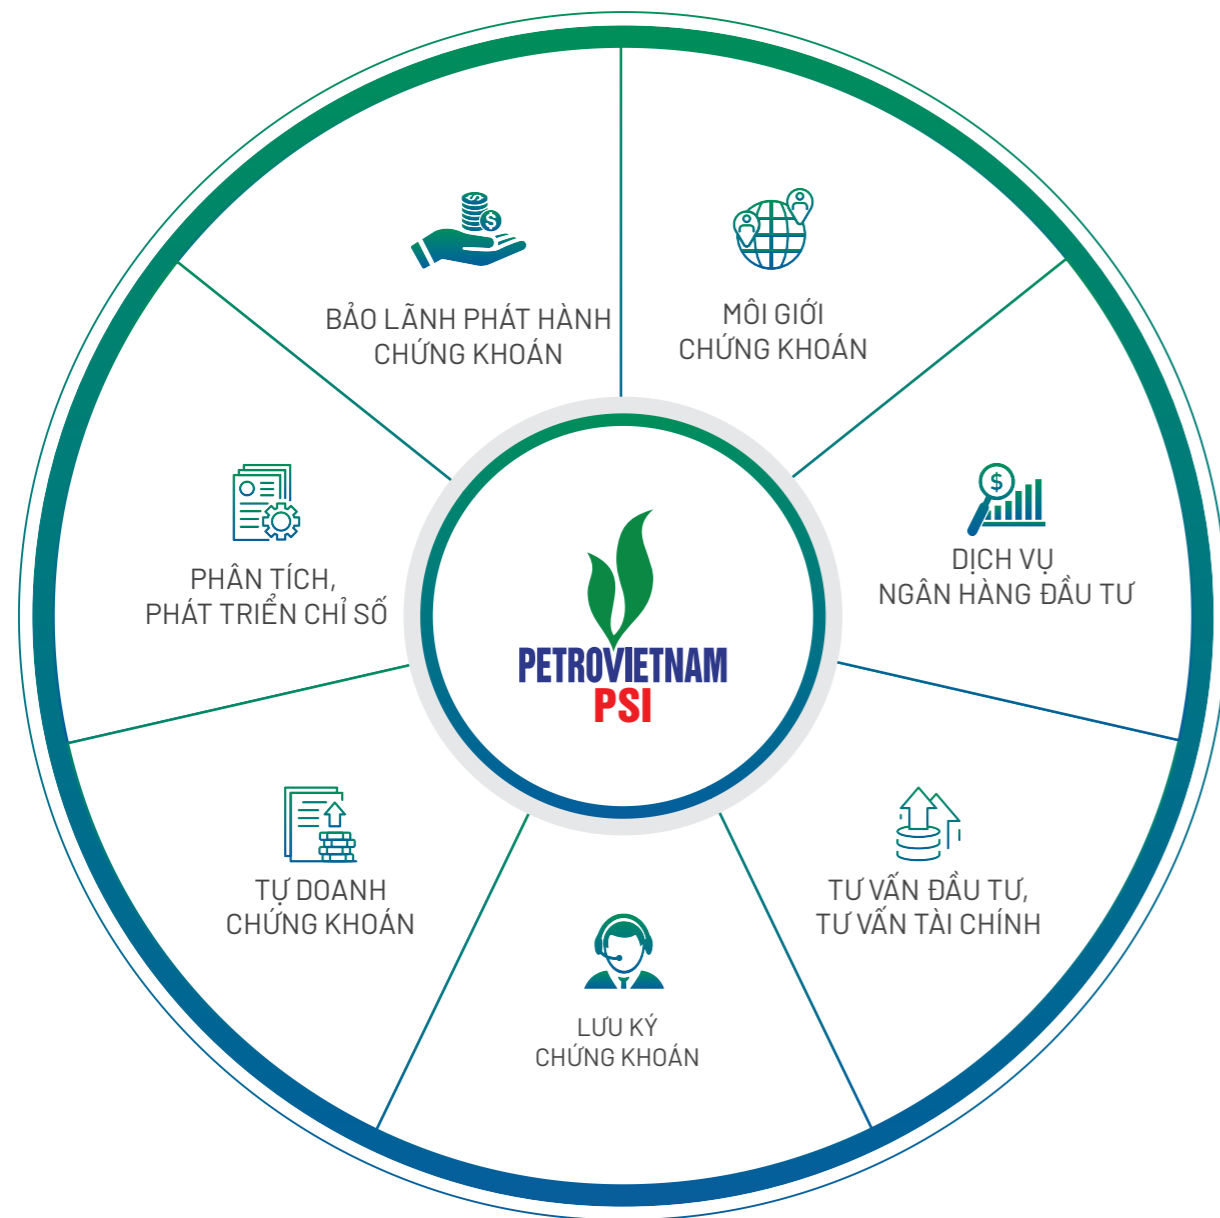 BẢO LÃNH PHÁT HÀNH
CHỨNG KHOÁN
MÔI GIỚI
CHỨNG KHOÁN
PHÂN TÍCH,
PHÁT TRIỂN CHỈ SỐ
DỊCH VỤ
NGÂN HÀNG ĐẦU TƯ
PETROVIETNAM
PSI
TỰ DOANH
CHỨNG KHOÁN
TƯ VẤN ĐẦU TƯ,
TƯ VẤN TÀI CHÍNH
LƯU KÝ
CHỨNG KHOÁN